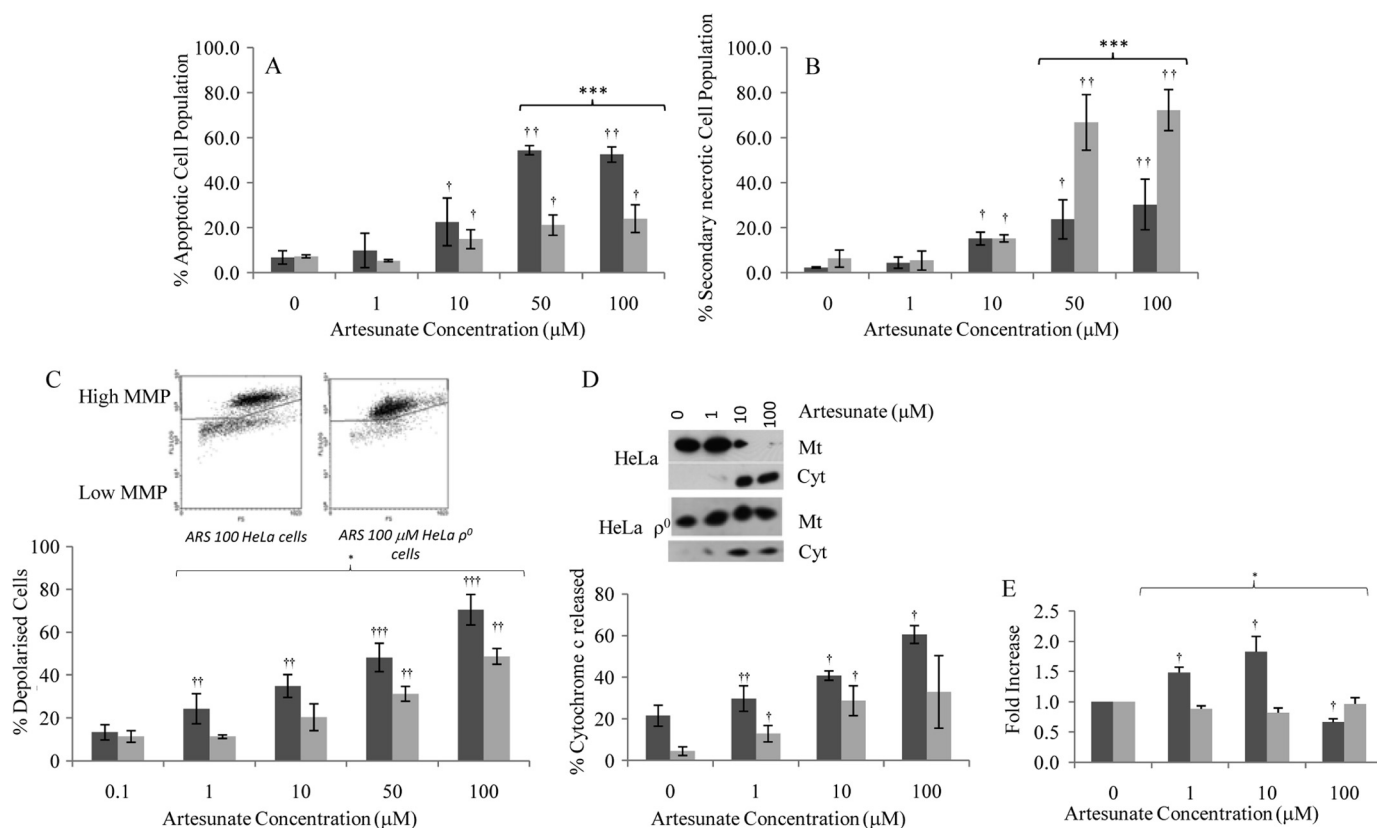 A
***
% Apoptotic Cell Population
100.0
80.0
60.0
40.0
20.0
0.0
†
†
††
†
††
†
0 1 10 50 100
Artesunate Concentration (μM)
B
***
% Secondary necrotic Cell Population
100.0
80.0
60.0
40.0
20.0
0.0
†
†
†
††
††
††
0 1 10 50 100
Artesunate Concentration (μM)
C
High MMP
Low MMP
FS
FS
ARS 100 HeLa cells
ARS 100 μM HeLa ρ⁰
cells
*
% Depolarised Cells
100
80
60
40
20
0
††
††
†††
††
†††
††
0.1 1 10 50 100
Artesunate Concentration (μM)
D
0 1 10 100 Artesunate (μM)
HeLa
Mt
Cyt
HeLa ρ⁰
Mt
Cyt
% Cytochrome c released
80
60
40
20
0
††
†
†
†
†
0 1 10 100
Artesunate Concentration (μM)
E
*
Fold Increase
2.5
2.0
1.5
1.0
0.5
0.0
†
†
†
0 1 10 100
Artesunate Concentration (μM)